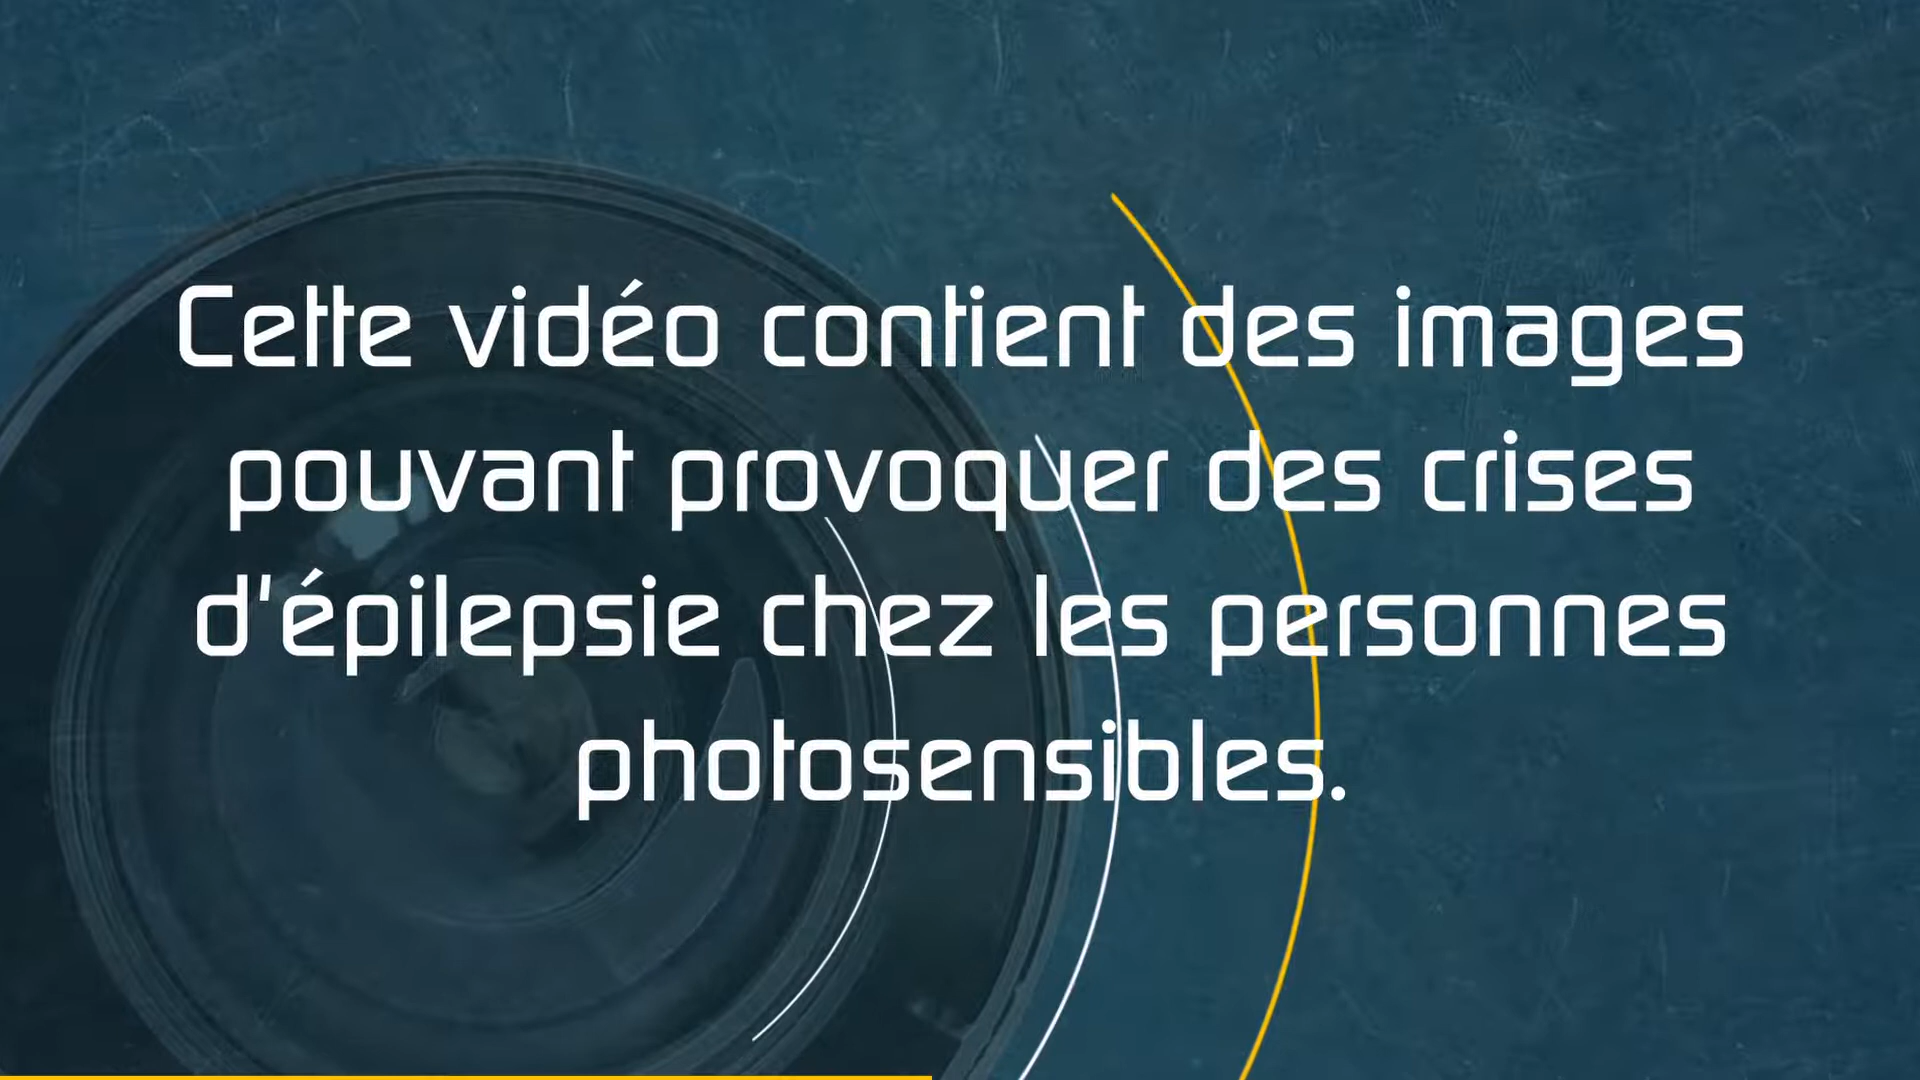 Cette vidéo contient des images
pouvant provoquer des crises
d'épilepsie chez les personnes
photosensibles.